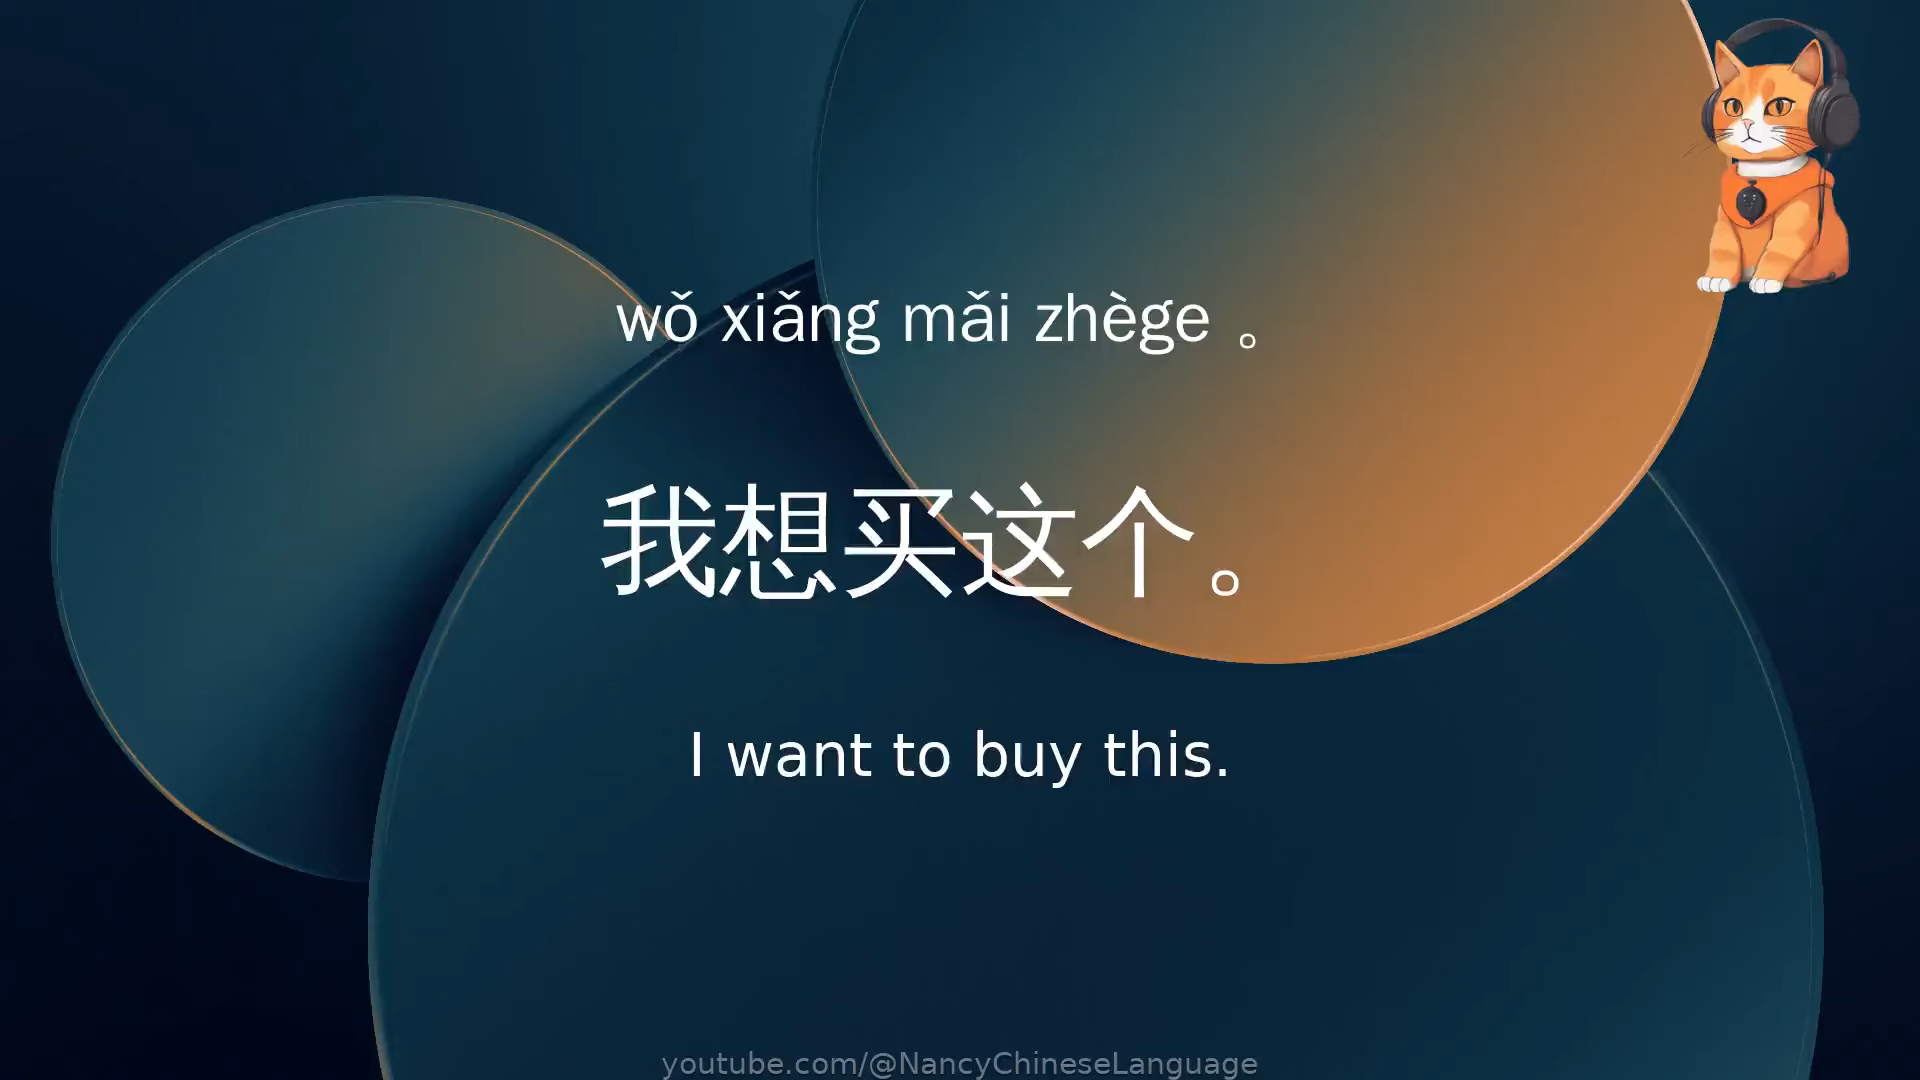 wǒ xiǎng mǎi zhège 。
我想买这个。
I want to buy this.
youtube.com/@NancyChineseLanguage